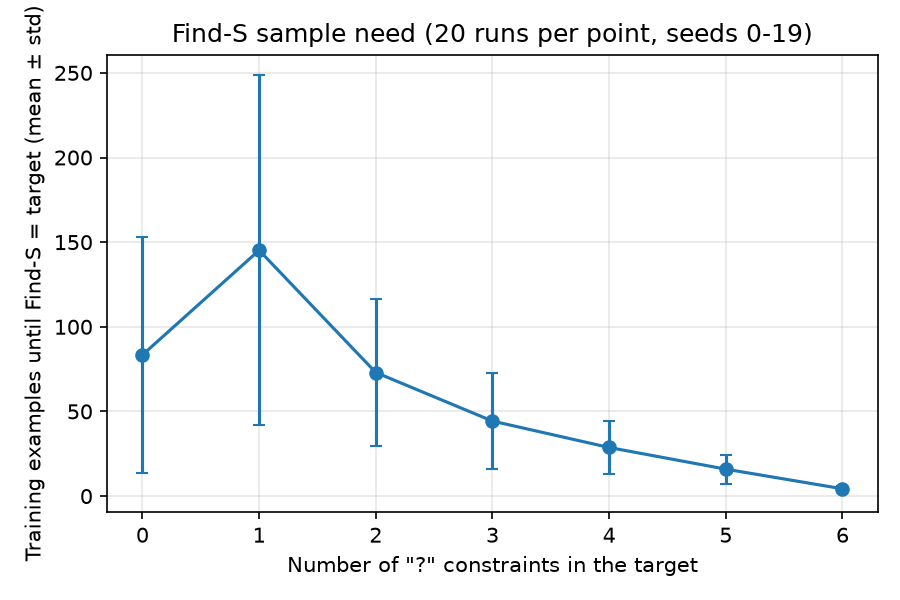 Find-S sample need (20 runs per point, seeds 0-19)
Training examples until Find-S = target (mean ± std)
250
200
150
100
50
0
0 1 2 3 4 5 6
Number of "?" constraints in the target